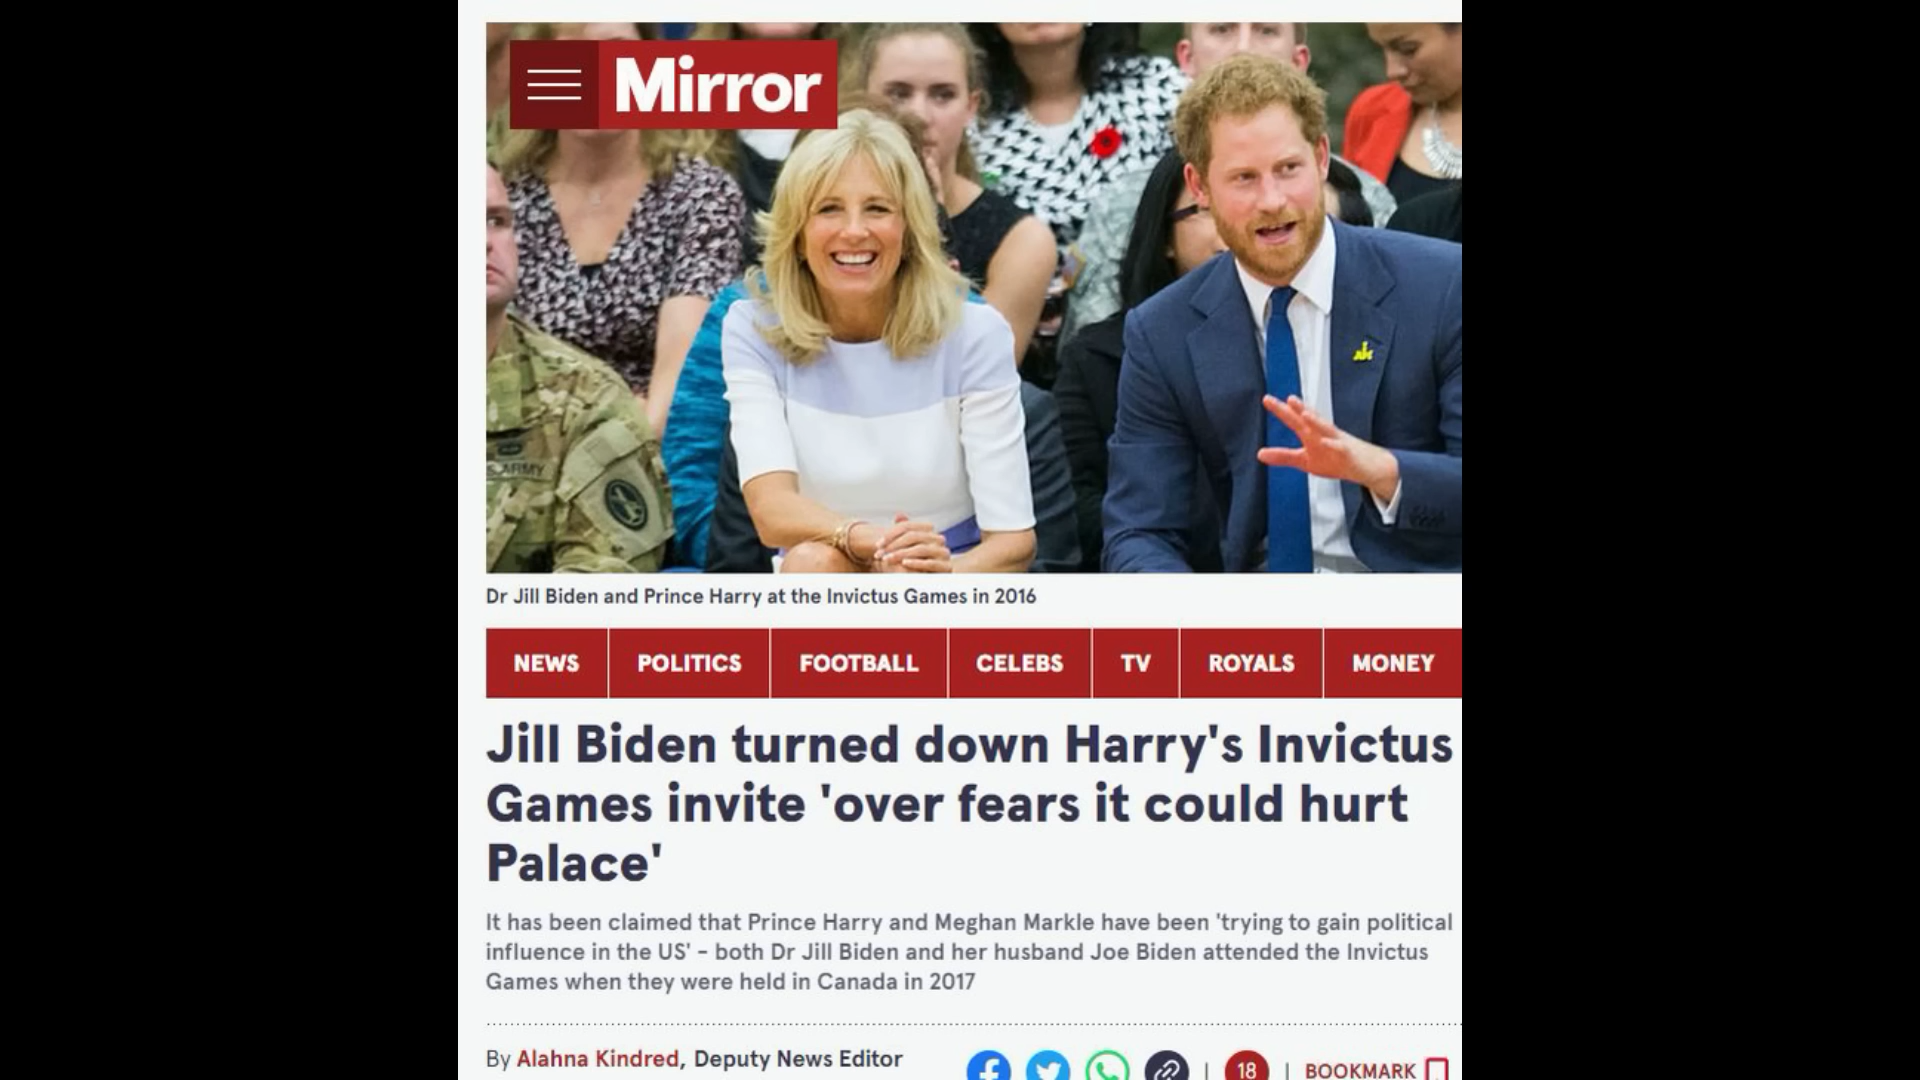 Mirror
S.ARMY
Dr Jill Biden and Prince Harry at the Invictus Games in 2016
NEWS POLITICS FOOTBALL CELEBS TV ROYALS MONEY
Jill Biden turned down Harry's Invictus
Games invite 'over fears it could hurt
Palace'
It has been claimed that Prince Harry and Meghan Markle have been 'trying to gain political
influence in the US' – both Dr Jill Biden and her husband Joe Biden attended the Invictus
Games when they were held in Canada in 2017
By Alahna Kindred, Deputy News Editor
| 18 | BOOKMARK